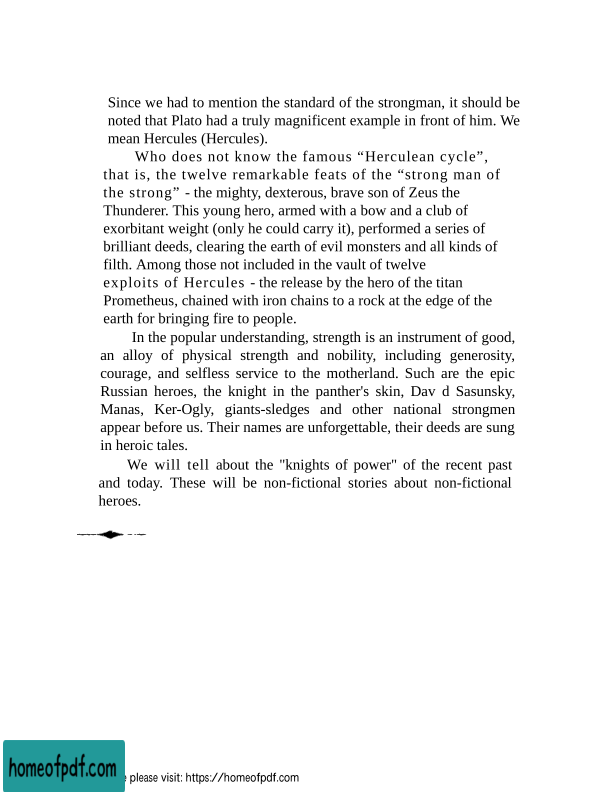 Since we had to mention the standard of the strongman, it should be
noted that Plato had a truly magnificent example in front of him. We
mean Hercules (Hercules).
Who does not know the famous “Herculean cycle”,
that is, the twelve remarkable feats of the “strong man of
the strong” - the mighty, dexterous, brave son of Zeus the
Thunderer. This young hero, armed with a bow and a club of
exorbitant weight (only he could carry it), performed a series of
brilliant deeds, clearing the earth of evil monsters and all kinds of
filth. Among those not included in the vault of twelve
exploits of Hercules - the release by the hero of the titan
Prometheus, chained with iron chains to a rock at the edge of the
earth for bringing fire to people.
In the popular understanding, strength is an instrument of good,
an alloy of physical strength and nobility, including generosity,
courage, and selfless service to the motherland. Such are the epic
Russian heroes, the knight in the panther's skin, Dav d Sasunsky,
Manas, Ker-Ogly, giants-sledges and other national strongmen
appear before us. Their names are unforgettable, their deeds are sung
in heroic tales.
We will tell about the "knights of power" of the recent past
and today. These will be non-fictional stories about non-fictional
heroes.
homeofpdf.com
please visit: https://homeofpdf.com